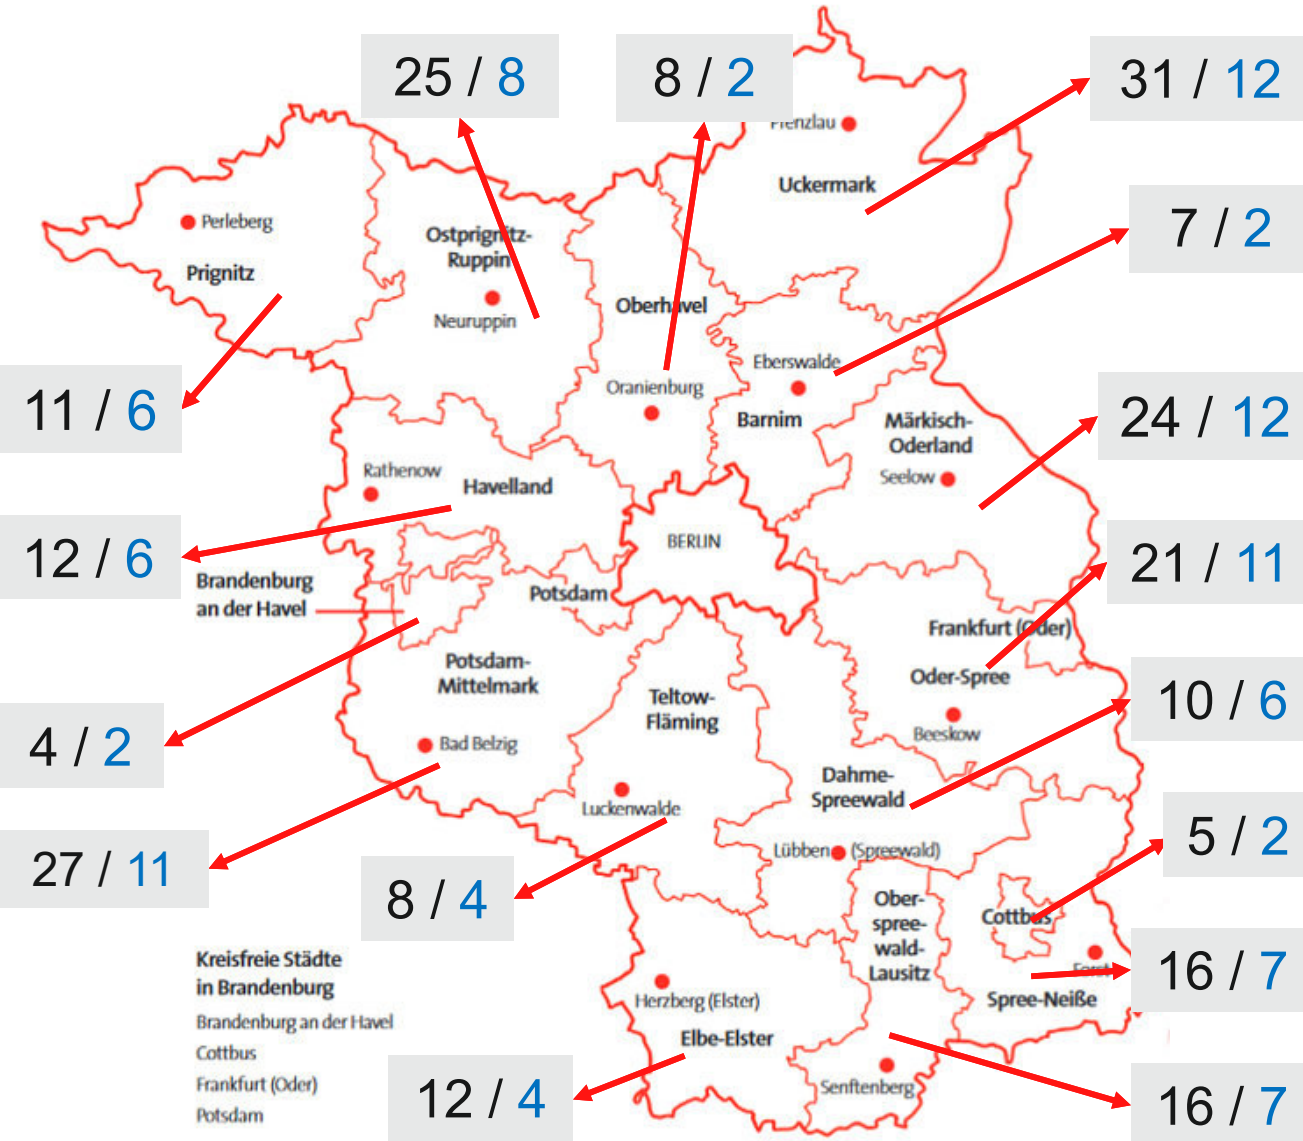 25 / 8
8 / 2
31 / 12
Prenzlau
Uckermark
7 / 2
Perleberg
Prignitz
Ostprignitz-
Ruppin
Neuruppin
Oberhavel
Oranienburg
Eberswalde
Barnim
11 / 6
24 / 12
Märkisch-
Oderland
Seelow
Rathenow
Havelland
12 / 6
BERLIN
21 / 11
Brandenburg
an der Havel
Potsdam
Frankfurt (Oder)
Potsdam-
Mittelmark
Teltow-
Fläming
Oder-Spree
Beeskow
10 / 6
4 / 2
Bad Belzig
Luckenwalde
Dahme-
Spreewald
Lübben (Spreewald)
5 / 2
27 / 11
8 / 4
Ober-
spree-
wald-
Lausitz
Cottbus
Forst
16 / 7
Spree-Neiße
Kreisfreie Städte
in Brandenburg
Brandenburg an der Havel
Cottbus
Frankfurt (Oder)
Potsdam
Herzberg (Elster)
Elbe-Elster
12 / 4
Senftenberg
16 / 7